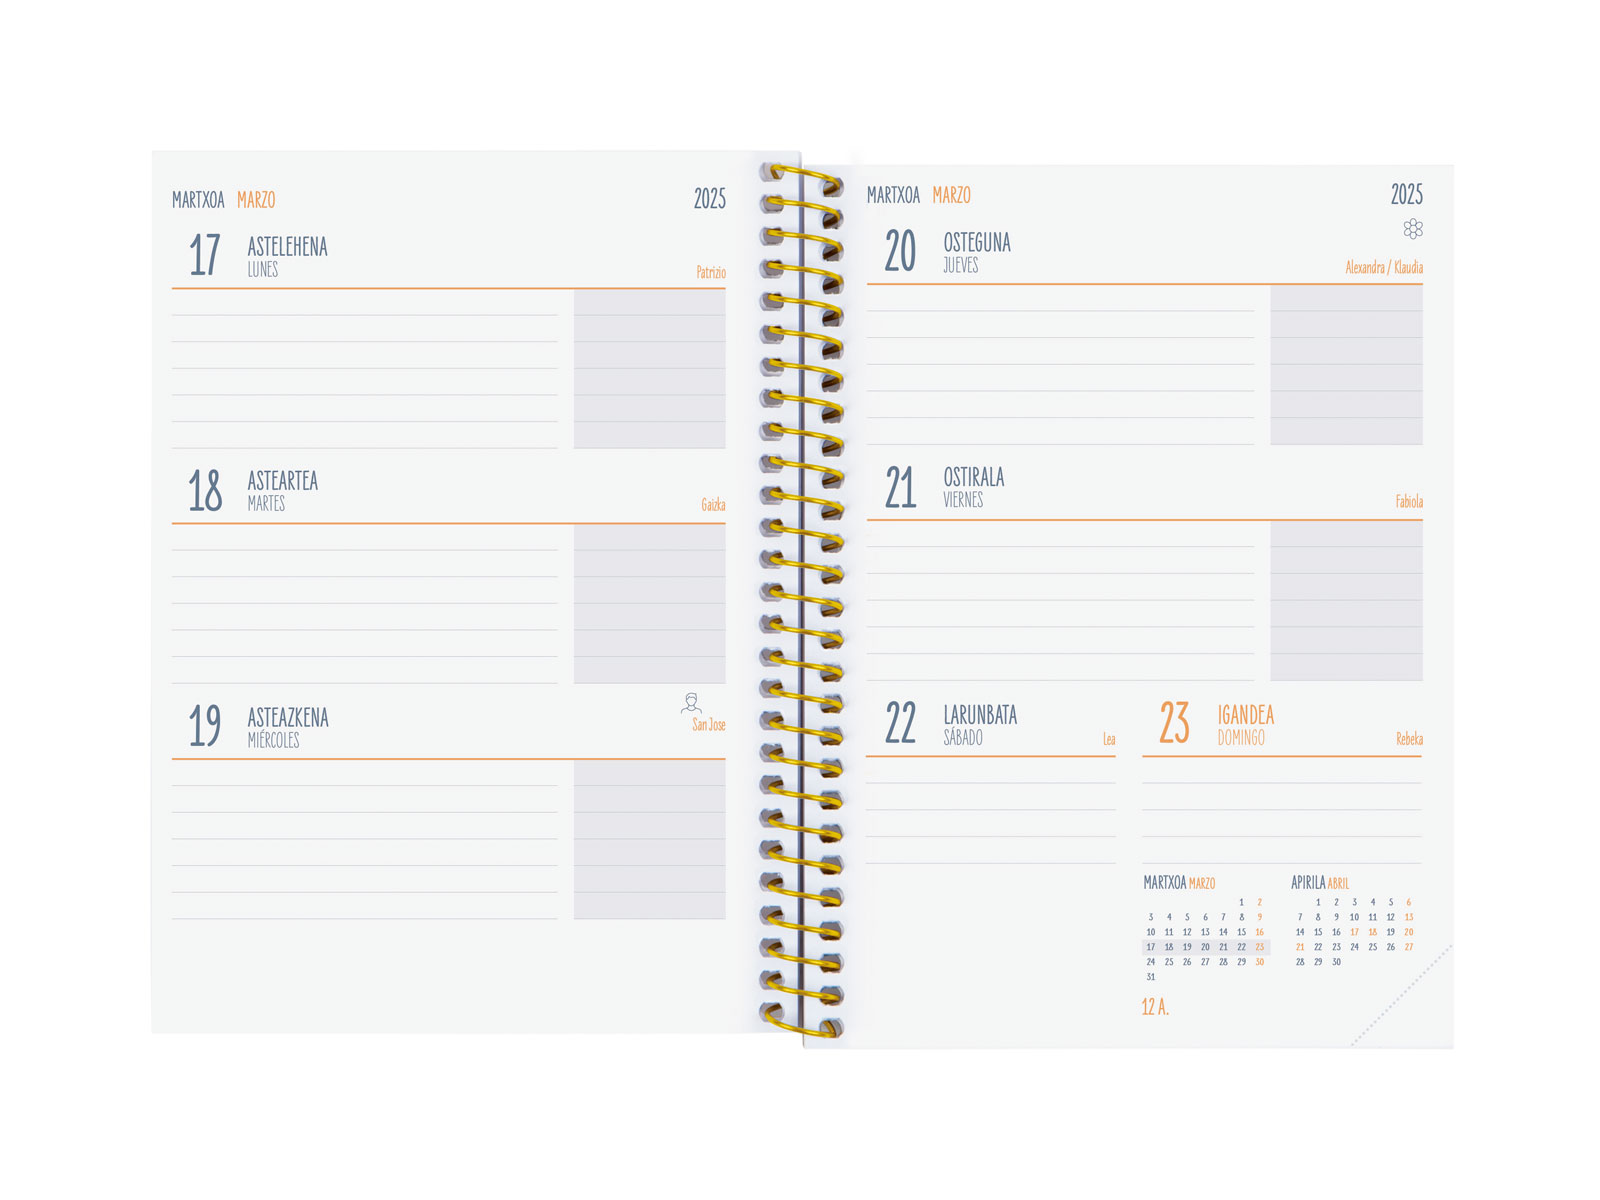 MARTXOA MARZO 2025
17 ASTELEHENA
LUNES
Patrizio
18 ASTEARTEA
MARTES
Gaizka
19 ASTEAZKENA
MIÉRCOLES
San Jose
MARTXOA MARZO 2025
20 OSTEGUNA
JUEVES
Alexandra / Klaudia
21 OSTIRALA
VIERNES
Fabiola
22 LARUNBATA
SÁBADO
Lea
23 IGANDEA
DOMINGO
Rebeka
MARTXOA MARZO
1 2
3 4 5 6 7 8 9
10 11 12 13 14 15 16
17 18 19 20 21 22 23
24 25 26 27 28 29 30
31
APIRILA ABRIL
1 2 3 4 5 6
7 8 9 10 11 12 13
14 15 16 17 18 19 20
21 22 23 24 25 26 27
28 29 30
12 A.